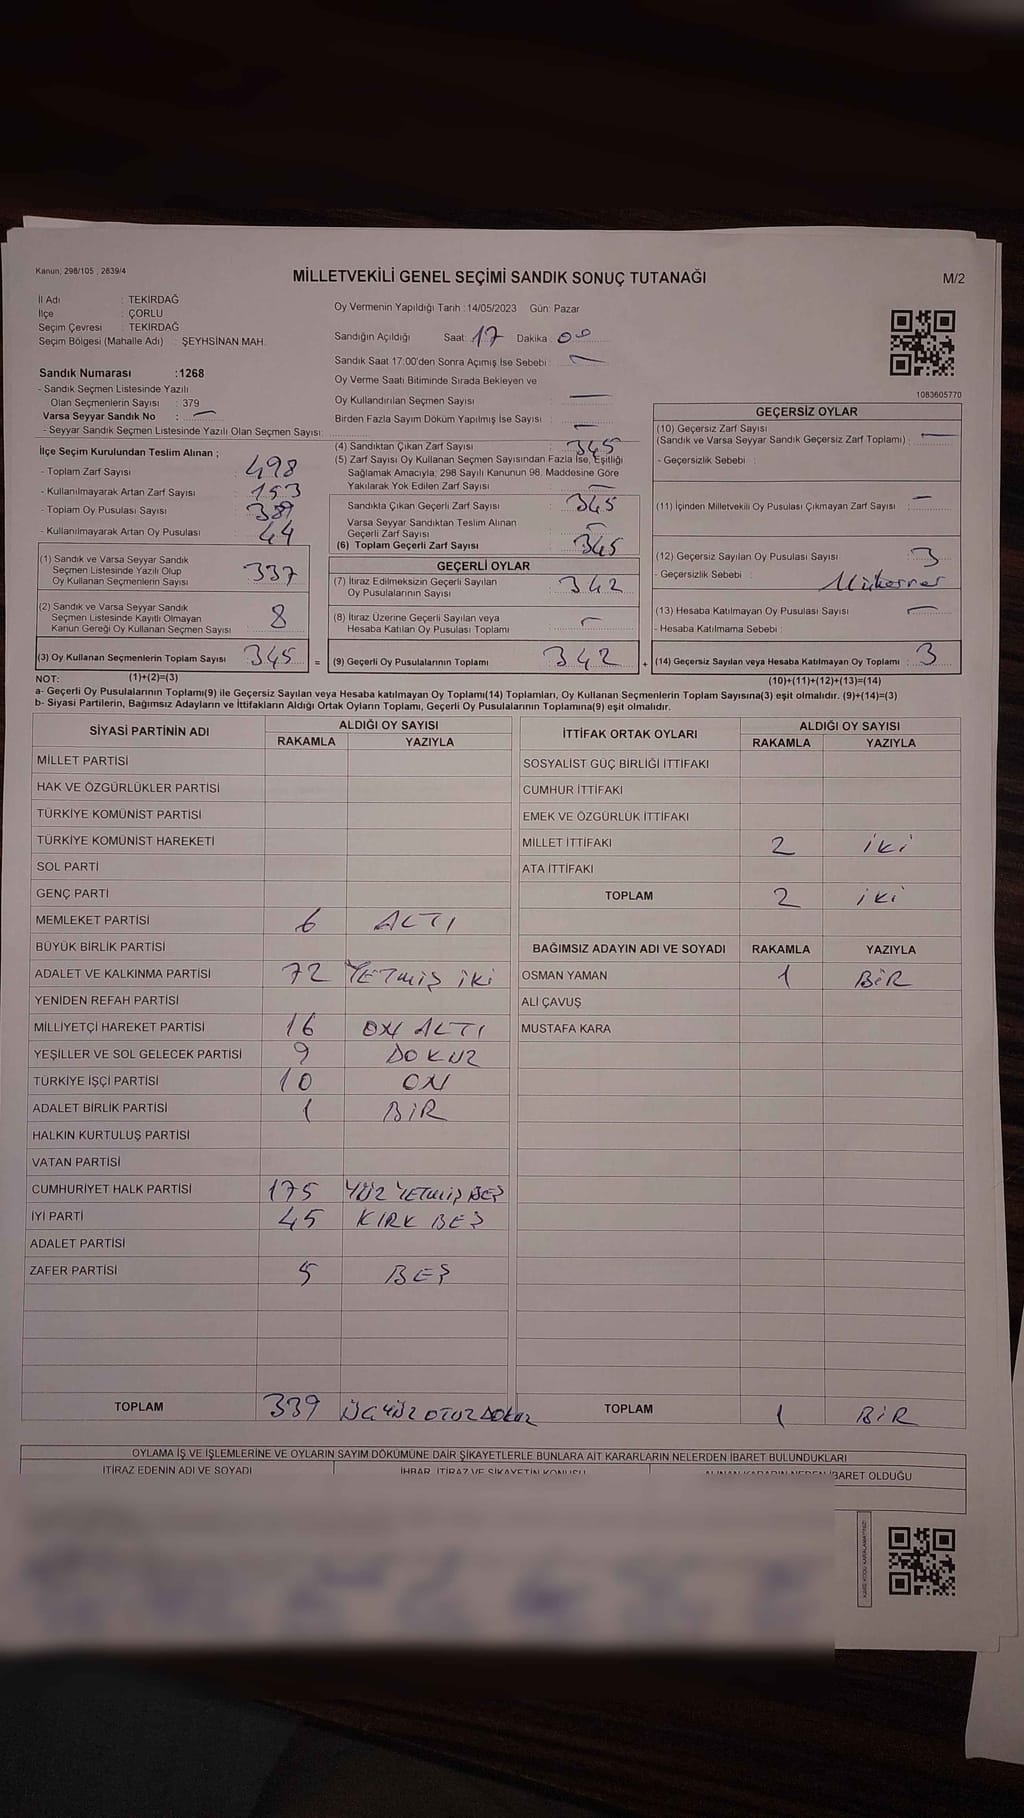 Kanun; 298/105 ; 2839/4
MİLLETVEKİLİ GENEL SEÇİMİ SANDIK SONUÇ TUTANAĞI
M/2
İl Adı : TEKİRDAĞ
İlçe : ÇORLU
Seçim Çevresi : TEKİRDAĞ
Seçim Bölgesi (Mahalle Adı) : ŞEYHSİNAN MAH.
Sandık Numarası :1268
- Sandık Seçmen Listesinde Yazılı
Olan Seçmenlerin Sayısı : 379
Varsa Seyyar Sandık No : —
- Seyyar Sandık Seçmen Listesinde Yazılı Olan Seçmen Sayısı:
İlçe Seçim Kurulundan Teslim Alınan ;
- Toplam Zarf Sayısı : 498
- Kullanılmayarak Artan Zarf Sayısı : 153
- Toplam Oy Pusulası Sayısı : 389
- Kullanılmayarak Artan Oy Pusulası : 44
(1) Sandık ve Varsa Seyyar Sandık
Seçmen Listesinde Yazılı Olup
Oy Kullanan Seçmenlerin Sayısı 337
(2) Sandık ve Varsa Seyyar Sandık
Seçmen Listesinde Kayıtlı Olmayan
Kanun Gereği Oy Kullanan Seçmen Sayısı 8
(3) Oy Kullanan Seçmenlerin Toplam Sayısı 345 =
Oy Vermenin Yapıldığı Tarih : 14/05/2023 Gün: Pazar
Sandığın Açıldığı Saat: 17 Dakika : 00
Sandık Saat 17:00'den Sonra Açımış İse Sebebi : —
Oy Verme Saati Bitiminde Sırada Bekleyen ve
Oy Kullandırılan Seçmen Sayısı : —
Birden Fazla Sayım Döküm Yapılmış İse Sayısı : —
(4) Sandıktan Çıkan Zarf Sayısı : 345
(5) Zarf Sayısı Oy Kullanan Seçmen Sayısından Fazla İse, Eşitliği
Sağlamak Amacıyla, 298 Sayılı Kanunun 98. Maddesine Göre
Yakılarak Yok Edilen Zarf Sayısı : —
Sandıkta Çıkan Geçerli Zarf Sayısı : 345
Varsa Seyyar Sandıktan Teslim Alınan
Geçerli Zarf Sayısı : —
(6) Toplam Geçerli Zarf Sayısı : 345
GEÇERLİ OYLAR
(7) İtiraz Edilmeksizin Geçerli Sayılan
Oy Pusulalarının Sayısı : 342
(8) İtiraz Üzerine Geçerli Sayılan veya
Hesaba Katılan Oy Pusulası Toplamı : —
(9) Geçerli Oy Pusulalarının Toplamı : 342 +
1083605770
GEÇERSİZ OYLAR
(10) Geçersiz Zarf Sayısı
(Sandık ve Varsa Seyyar Sandık Geçersiz Zarf Toplamı) : —
- Geçersizlik Sebebi :
(11) İçinden Milletvekili Oy Pusulası Çıkmayan Zarf Sayısı : —
(12) Geçersiz Sayılan Oy Pusulası Sayısı : 3
- Geçersizlik Sebebi : Mükerrer
(13) Hesaba Katılmayan Oy Pusulası Sayısı : —
- Hesaba Katılmama Sebebi :
(14) Geçersiz Sayılan veya Hesaba Katılmayan Oy Toplamı : 3
NOT: (1)+(2)=(3) (10)+(11)+(12)+(13)=(14)
a- Geçerli Oy Pusulalarının Toplamı(9) ile Geçersiz Sayılan veya Hesaba katılmayan Oy Toplamı(14) Toplamları, Oy Kullanan Seçmenlerin Toplam Sayısına(3) eşit olmalıdır. (9)+(14)=(3)
b- Siyasi Partilerin, Bağımsız Adayların ve İttifakların Aldığı Ortak Oyların Toplamı, Geçerli Oy Pusulalarının Toplamına(9) eşit olmalıdır.
SİYASİ PARTİNİN ADI ALDIĞI OY SAYISI
RAKAMLA YAZIYLA
MİLLET PARTİSİ
HAK VE ÖZGÜRLÜKLER PARTİSİ
TÜRKİYE KOMÜNİST PARTİSİ
TÜRKİYE KOMÜNİST HAREKETİ
SOL PARTİ
GENÇ PARTİ
MEMLEKET PARTİSİ 6 ALTI
BÜYÜK BİRLİK PARTİSİ
ADALET VE KALKINMA PARTİSİ 72 YETMİŞ İKİ
YENİDEN REFAH PARTİSİ
MİLLİYETÇİ HAREKET PARTİSİ 16 ON ALTI
YEŞİLLER VE SOL GELECEK PARTİSİ 9 DOKUZ
TÜRKİYE İŞÇİ PARTİSİ 10 ON
ADALET BİRLİK PARTİSİ 1 BİR
HALKIN KURTULUŞ PARTİSİ
VATAN PARTİSİ
CUMHURİYET HALK PARTİSİ 175 YÜZ YETMİŞ BEŞ
İYİ PARTİ 45 KIRK BEŞ
ADALET PARTİSİ
ZAFER PARTİSİ 5 BEŞ
TOPLAM 339 ÜÇYÜZ OTUZ DOKUZ
İTTİFAK ORTAK OYLARI ALDIĞI OY SAYISI
RAKAMLA YAZIYLA
SOSYALİST GÜÇ BİRLİĞİ İTTİFAKI
CUMHUR İTTİFAKI
EMEK VE ÖZGÜRLÜK İTTİFAKI
MİLLET İTTİFAKI 2 İKİ
ATA İTTİFAKI
TOPLAM 2 İKİ
BAĞIMSIZ ADAYIN ADI VE SOYADI RAKAMLA YAZIYLA
OSMAN YAMAN 1 BİR
ALİ ÇAVUŞ
MUSTAFA KARA
TOPLAM 1 BİR
OYLAMA İŞ VE İŞLEMLERİNE VE OYLARIN SAYIM DÖKÜMÜNE DAİR ŞİKAYETLERLE BUNLARA AİT KARARLARIN NELERDEN İBARET BULUNDUKLARI
İTİRAZ EDENİN ADI VE SOYADI İHBAR, İTİRAZ VE ŞİKAYETİN KONUSU ALINAN KARARIN NEDEN İBARET OLDUĞU